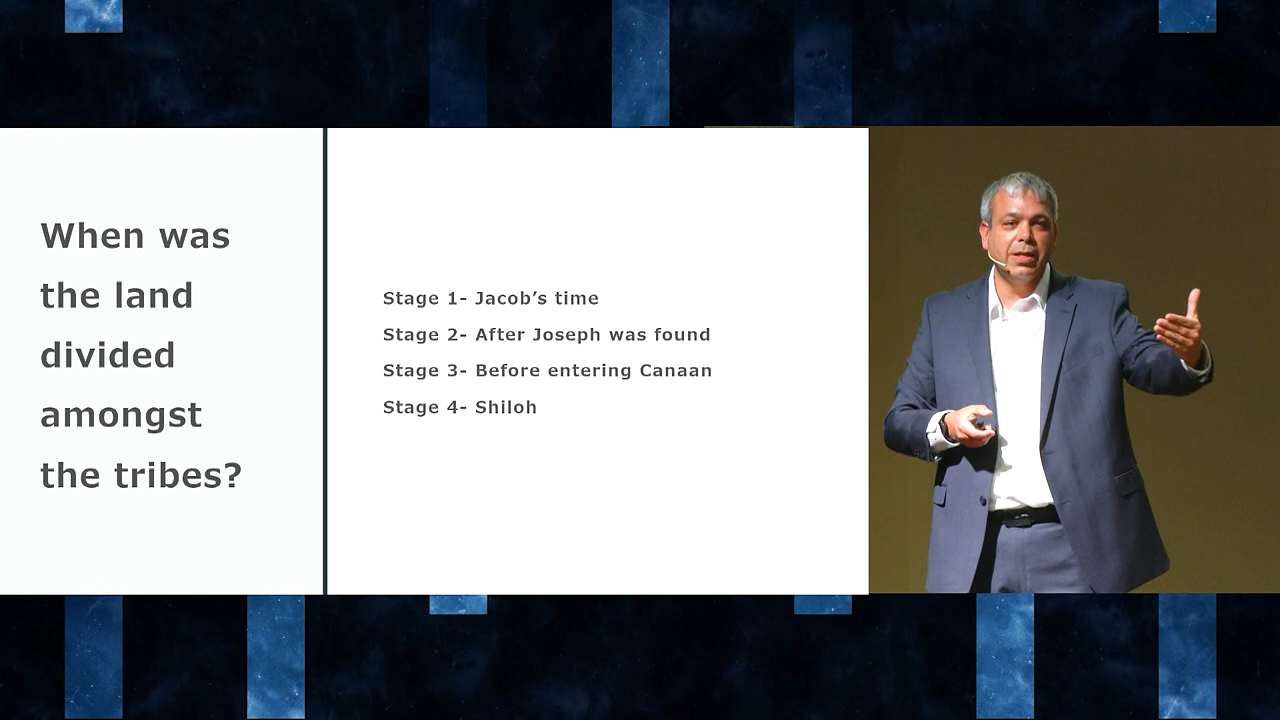 When was
the land
divided
amongst
the tribes?
Stage 1- Jacob’s time
Stage 2- After Joseph was found
Stage 3- Before entering Canaan
Stage 4- Shiloh